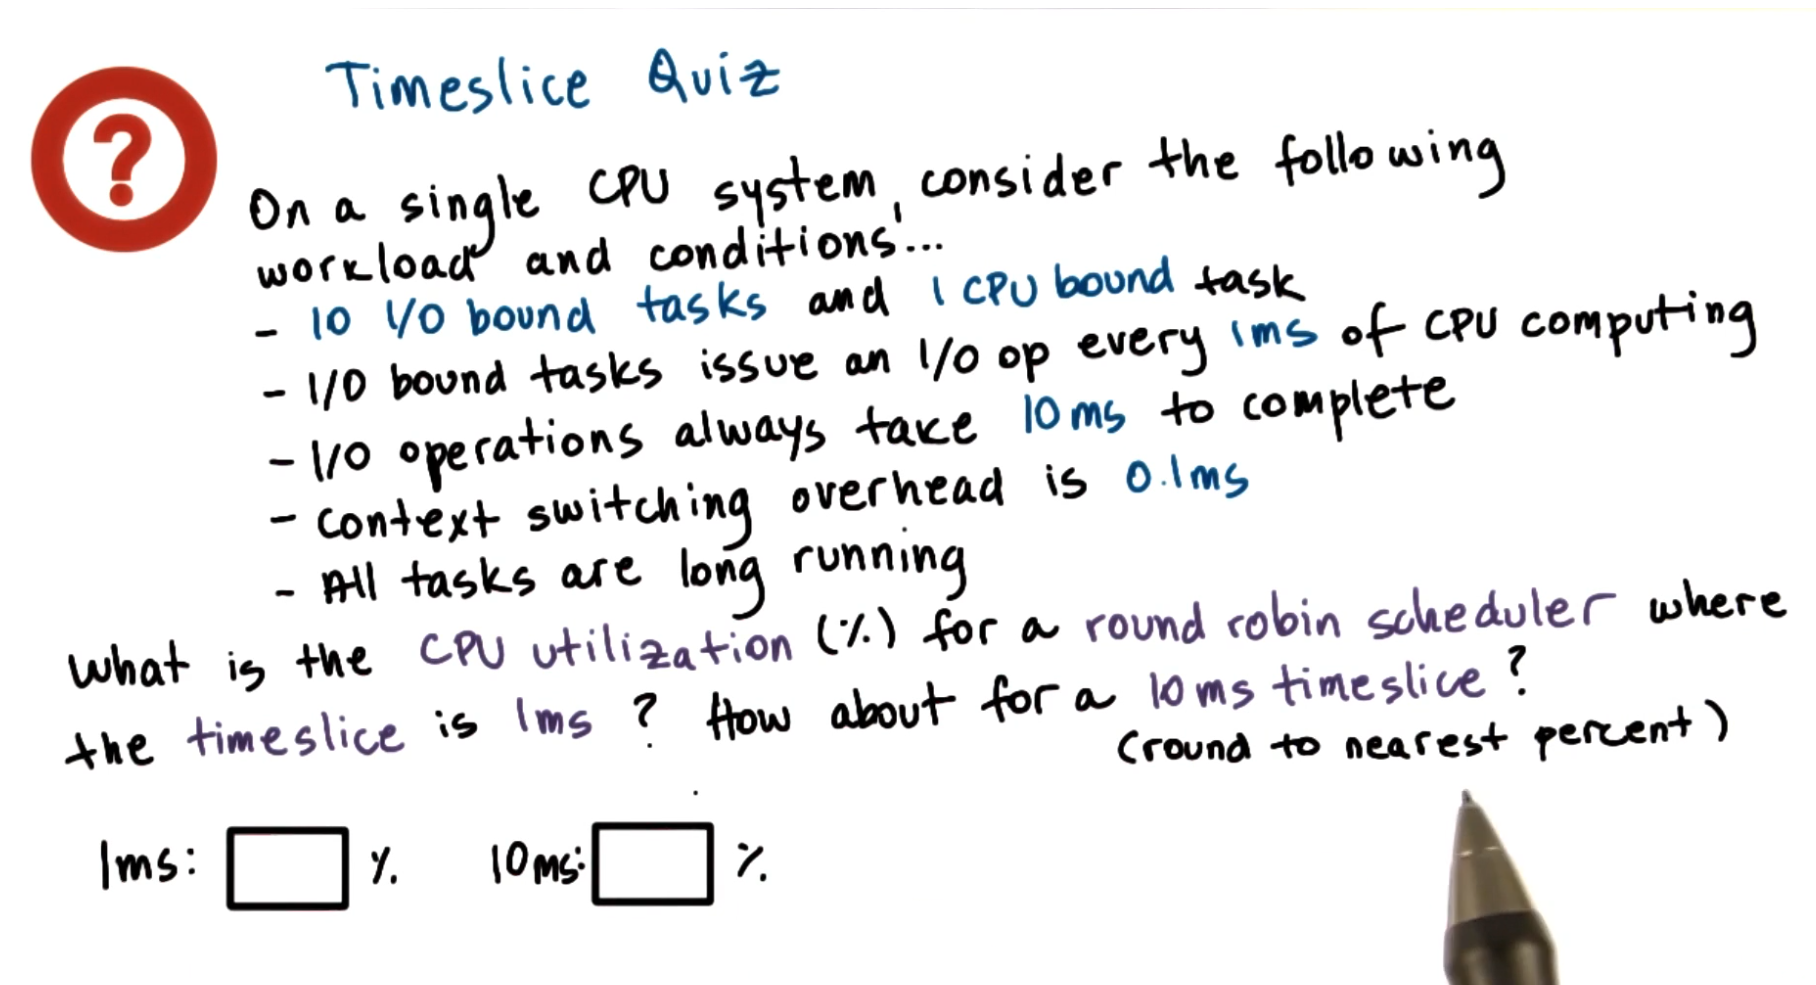 ?
Timeslice Quiz
On a single CPU system, consider the following
workload and conditions...
- 10 I/O bound tasks and 1 CPU bound task
- I/O bound tasks issue an I/O op every 1ms of CPU computing
- I/O operations always take 10ms to complete
- context switching overhead is 0.1ms
- All tasks are long running
What is the CPU utilization (%) for a round robin scheduler where
the timeslice is 1ms? How about for a 10ms timeslice?
(round to nearest percent)
1ms: % 10ms: %